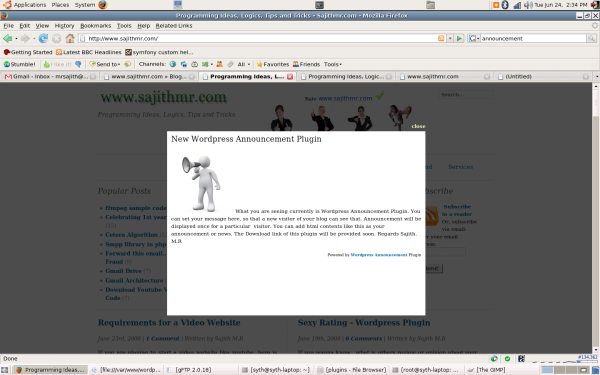 Applications Places System
Tue Jun 24, 2:34 PM
Programming Ideas, Logics, Tips and Tricks - Sajithmr.com - Mozilla Firefox
File Edit View History Bookmarks Tools Help Related Links
http://www.sajithmr.com/
announcement
Getting Started Latest BBC Headlines symfony custom hel...
Stumble! I like it! Send to Channels: All Favorites Friends Tools
Gmail - Inbox - mrsajith@... www.sajithmr.com » Blog... Programming Ideas, L... Programming Ideas, Logic... www.sajithmr.com (Untitled)
www.sajithmr.com
Rate www.sajithmr.com
Search...
Programming Ideas, Logics, Tips and Tricks
close
New Wordpress Announcement Plugin
Services
What you are seeing currently is Wordpress Announcement Plugin. You
can set your message here, so that a new visitor of your blog can see that. Announcement will be
displayed once for a particular visitor. You can add html contents like this as your
announcement or news. The Download link of this plugin will be provided soon. Regards Sajith.
M.R
Powered by Wordpress Announcement Plugin
Popular Posts
ffmpeg sample code
Celebrating 1st year
Cetera Algorithm
Smpp library in php
Forward this email...
Fraud (6)
Gmail Drive
Gmail Architecture
Download Youtube
Code (7)
Subscribe
in a Reader
Or, subscribe
via email
your email
Requirements for a Video Website
Sexy Rating - Wordpress Plugin
June 23rd, 2008 | 1 Comment | Written by Sajith M.R
June 19th, 2008 | 0 Comments | Written by Sajith M.R
Done
#134,362
Programming Ideas,... [file:///var/www/wordp... [gFTP 2.0.18] [syth@syth-laptop: ~] [plugins - File Browser] [root@syth-laptop: ... [The GIMP]